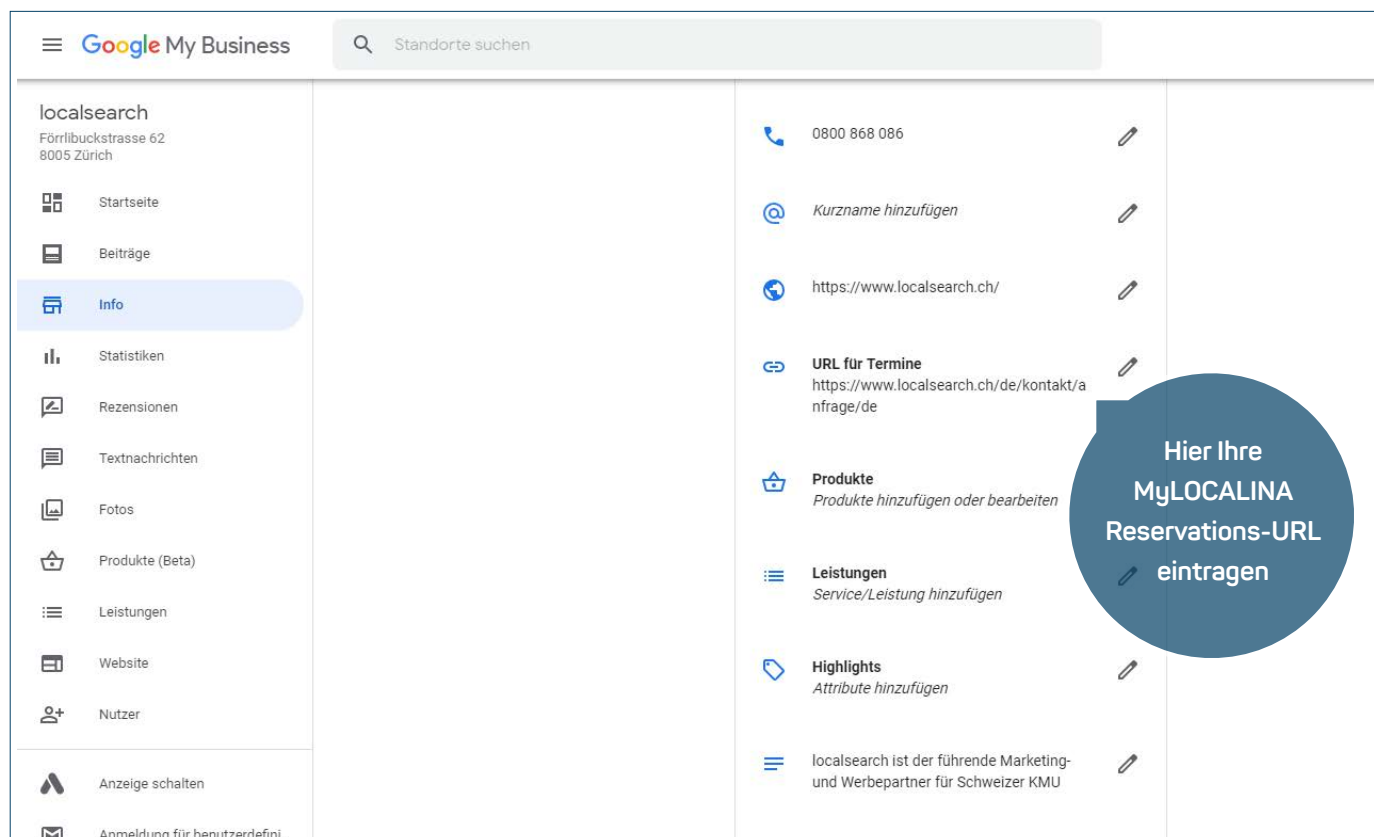 Google My Business
Standorte suchen
localsearch
Förrlibuckstrasse 62
8005 Zürich
Startseite
Beiträge
Info
Statistiken
Rezensionen
Textnachrichten
Fotos
Produkte (Beta)
Leistungen
Website
Nutzer
Anzeige schalten
Anmeldung für benutzerdefini
0800 868 086
Kurzname hinzufügen
https://www.localsearch.ch/
URL für Termine
https://www.localsearch.ch/de/kontakt/a
nfrage/de
Produkte
Produkte hinzufügen oder bearbeiten
Leistungen
Service/Leistung hinzufügen
Highlights
Attribute hinzufügen
localsearch ist der führende Marketing-
und Werbepartner für Schweizer KMU
Hier Ihre
MyLOCALINA
Reservations-URL
eintragen